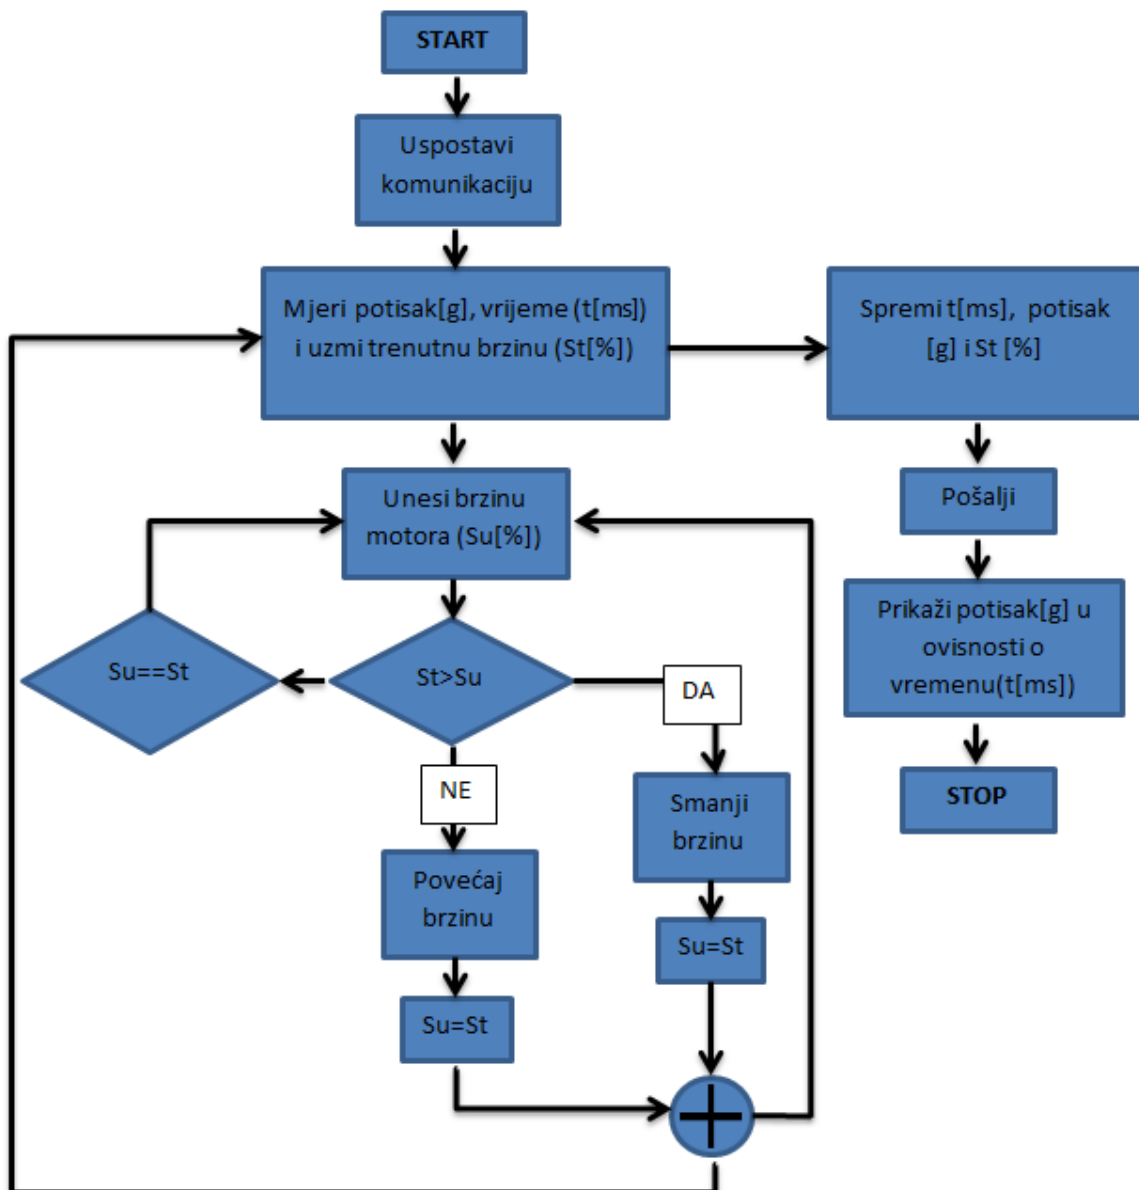 START
Uspostavi
komunikaciju
Mjeri potisak[g], vrijeme (t[ms])
i uzmi trenutnu brzinu (St[%])
Spremi t[ms], potisak
[g] i St [%]
Unesi brzinu
motora (Su[%])
Pošalji
Prikaži potisak[g] u
ovisnosti o
vremenu(t[ms])
Su==St
St>Su
DA
NE
STOP
Smanji
brzinu
Povećaj
brzinu
Su=St
Su=St